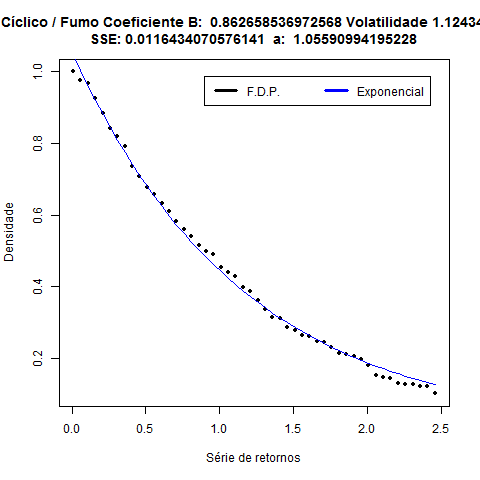 Cíclico / Fumo Coeficiente B: 0.862658536972568 Volatilidade 1.12434
SSE: 0.0116434070576141 a: 1.05590994195228
F.D.P. Exponencial
1.0
0.8
0.6
0.4
0.2
Densidade
0.0 0.5 1.0 1.5 2.0 2.5
Série de retornos